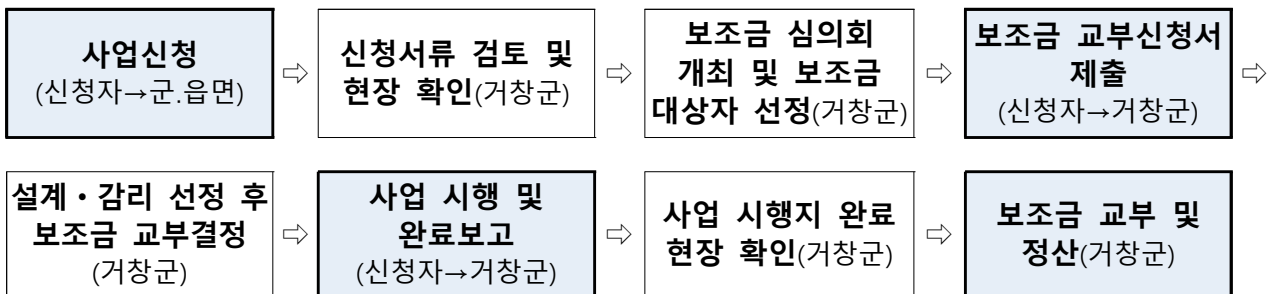 사업신청
(신청자→군.읍면)
⇨
신청서류 검토 및
현장 확인(거창군)
⇨
보조금 심의회
개최 및 보조금
대상자 선정(거창군)
⇨
보조금 교부신청서
제출
(신청자→거창군)
⇨
설계・감리 선정 후
보조금 교부결정
(거창군)
⇨
사업 시행 및
완료보고
(신청자→거창군)
⇨
사업 시행지 완료
현장 확인(거창군)
⇨
보조금 교부 및
정산(거창군)